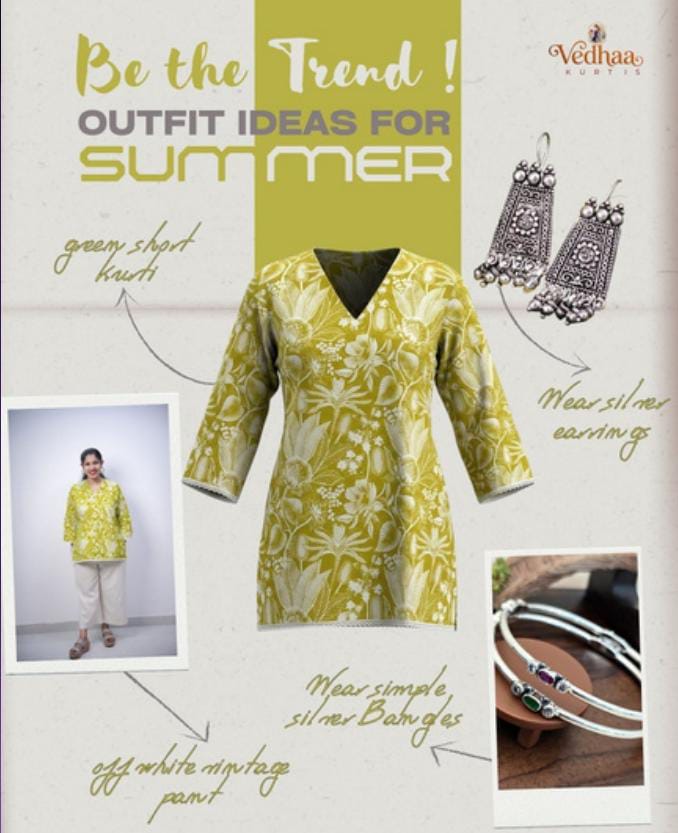 Be the Trend !
Vedhaa
KURTIS
OUTFIT IDEAS FOR
SUMMER
green short
kurti
Wear silver
earrings
Wear simple
silver Bangles
off white vintage
pant